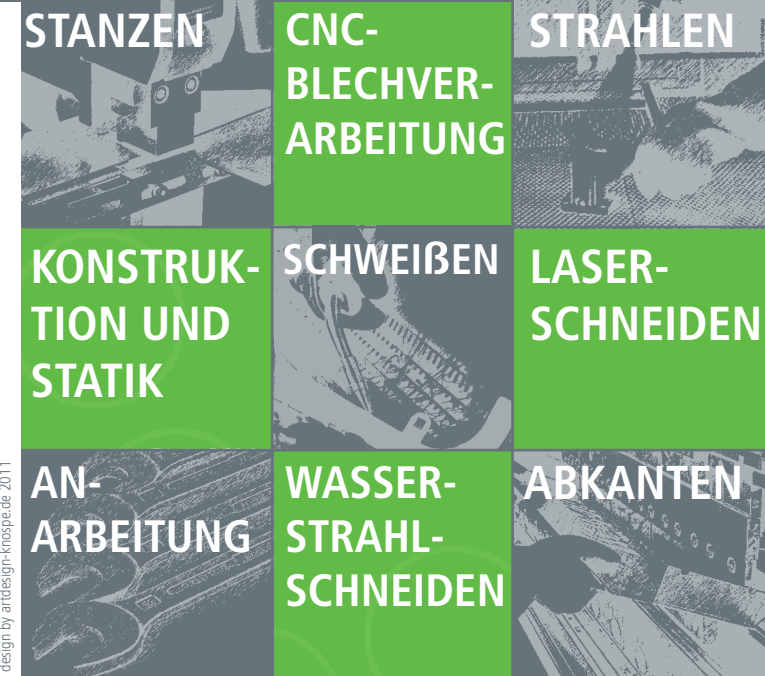 STANZEN
CNC-
BLECHVER-
ARBEITUNG
STRAHLEN
KONSTRUK-
TION UND
STATIK
SCHWEIßEN
LASER-
SCHNEIDEN
AN-
ARBEITUNG
WASSER-
STRAHL-
SCHNEIDEN
ABKANTEN
design by artdesign-knospe.de 2011